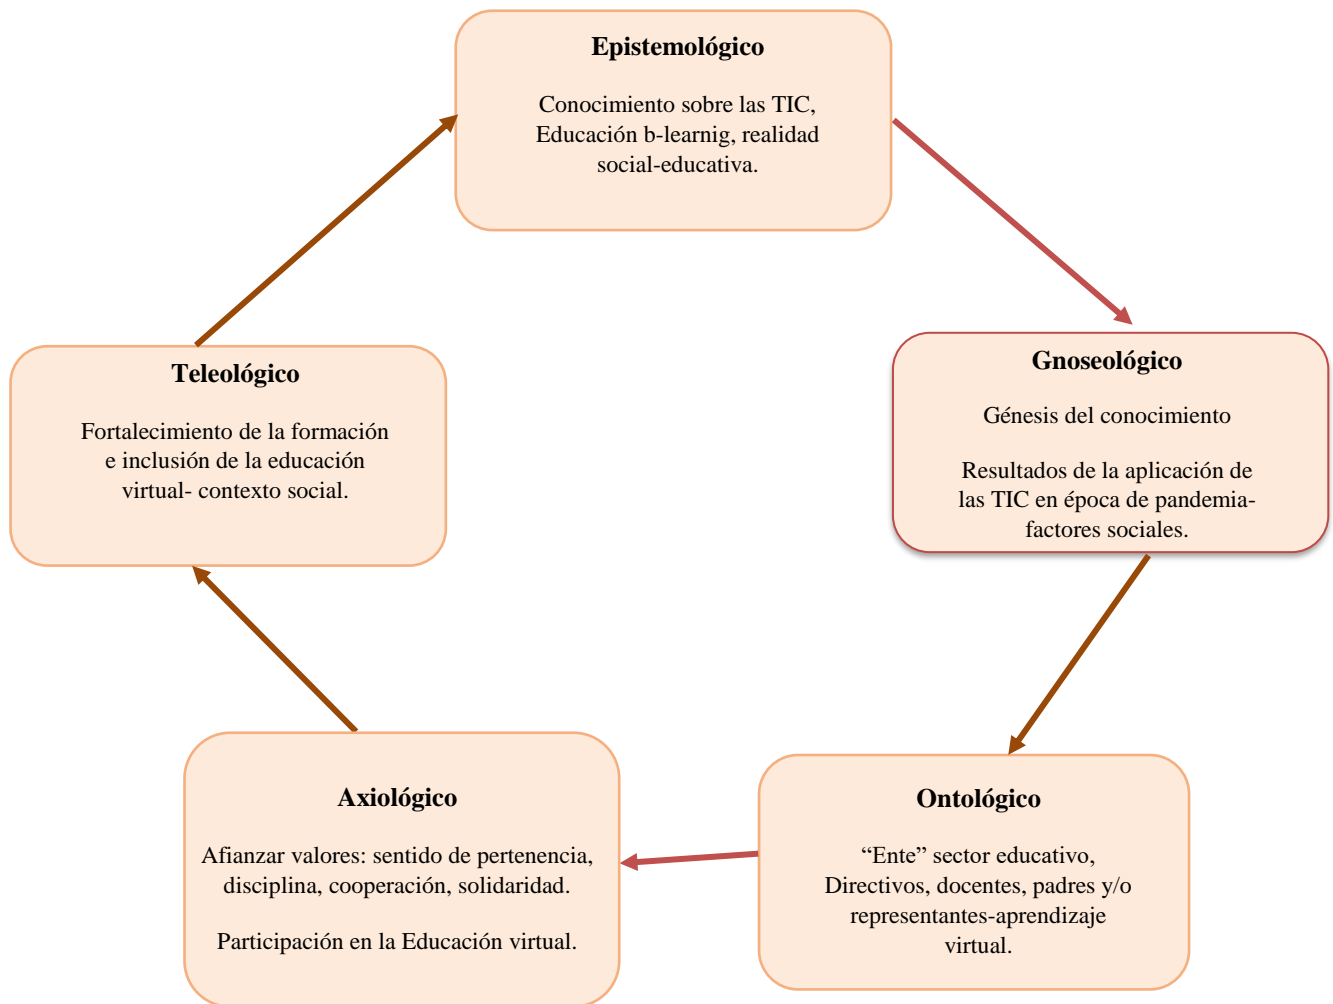 Epistemológico
Conocimiento sobre las TIC,
Educación b-learnig, realidad
social-educativa.
Teleológico
Fortalecimiento de la formación
e inclusión de la educación
virtual- contexto social.
Gnoseológico
Génesis del conocimiento
Resultados de la aplicación de
las TIC en época de pandemia-
factores sociales.
Axiológico
Afianzar valores: sentido de pertenencia,
disciplina, cooperación, solidaridad.
Participación en la Educación virtual.
Ontológico
“Ente” sector educativo,
Directivos, docentes, padres y/o
representantes-aprendizaje
virtual.